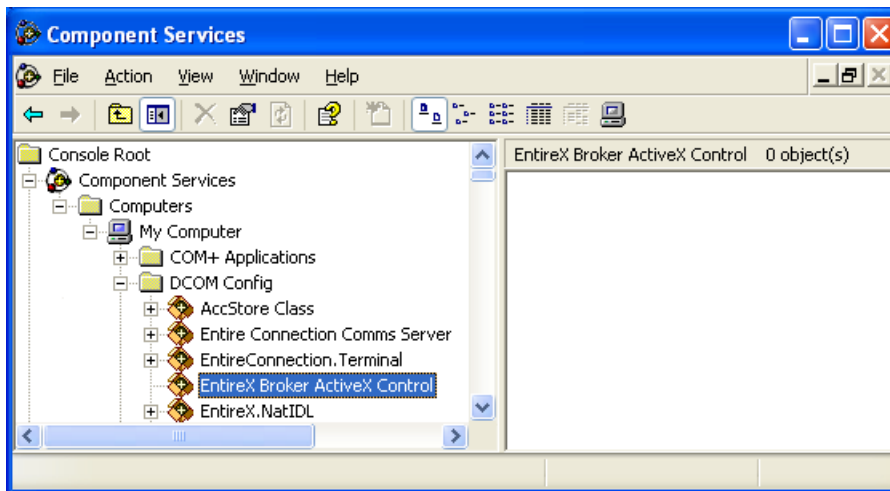 Component Services
File Action View Window Help
Console Root
EntireX Broker ActiveX Control 0 object(s)
Component Services
Computers
My Computer
COM+ Applications
DCOM Config
AccStore Class
Entire Connection Comms Server
EntireConnection.Terminal
EntireX Broker ActiveX Control
EntireX.NatIDL